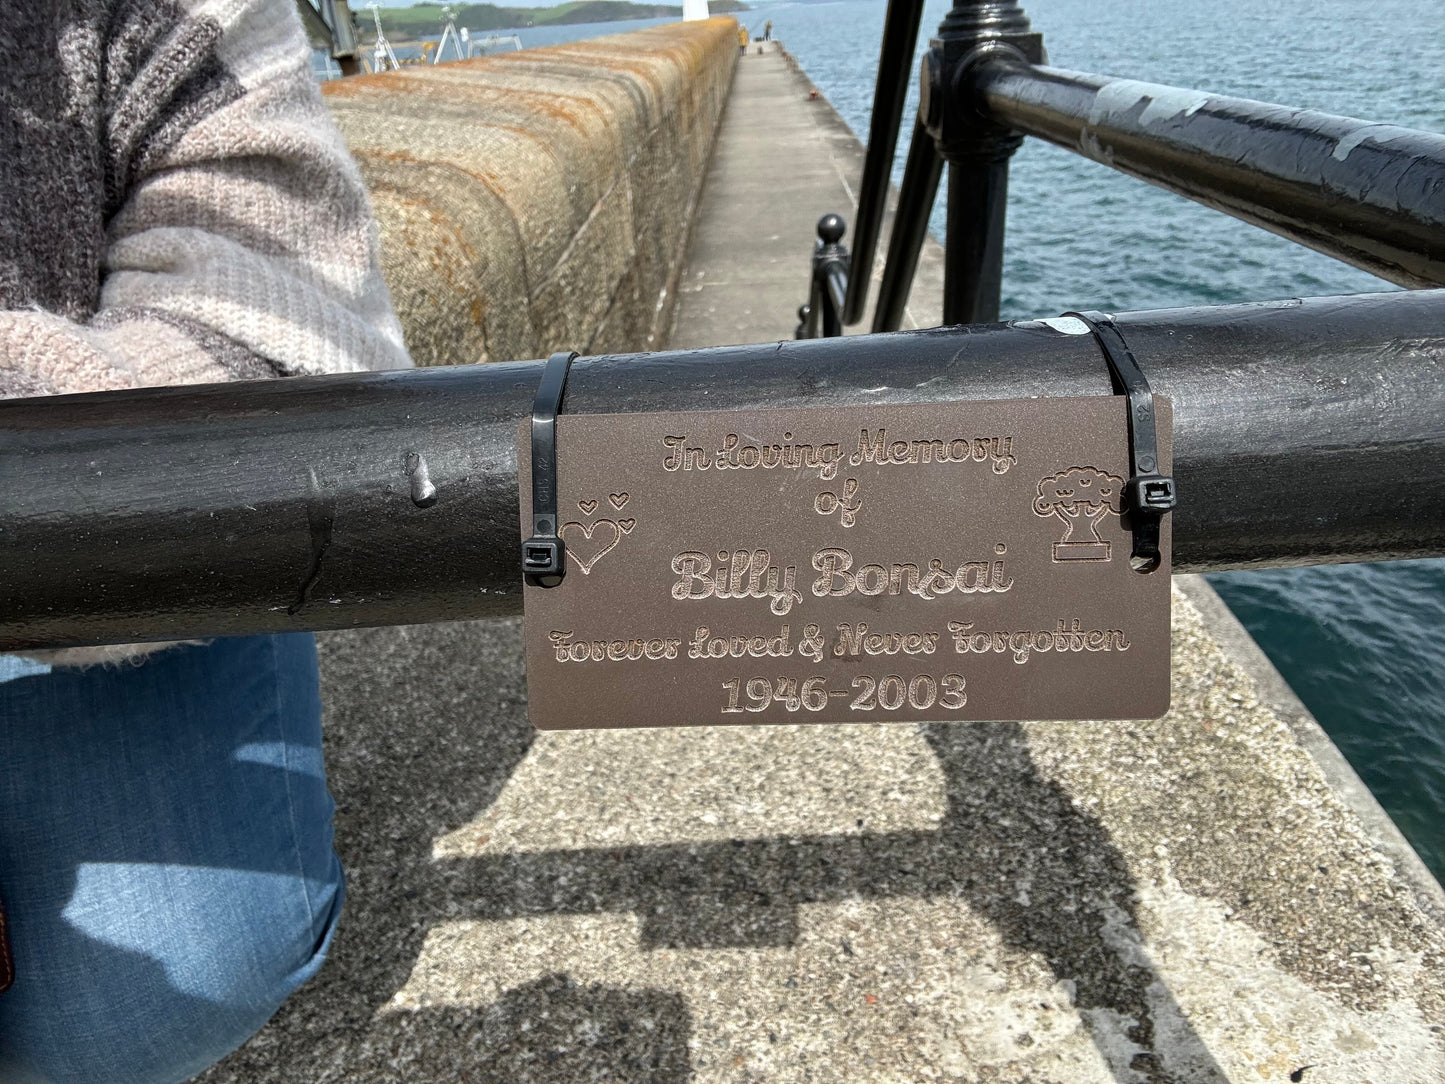 In Loving Memory
of
Billy Bonsai
Forever Loved & Never Forgotten
1946-2003